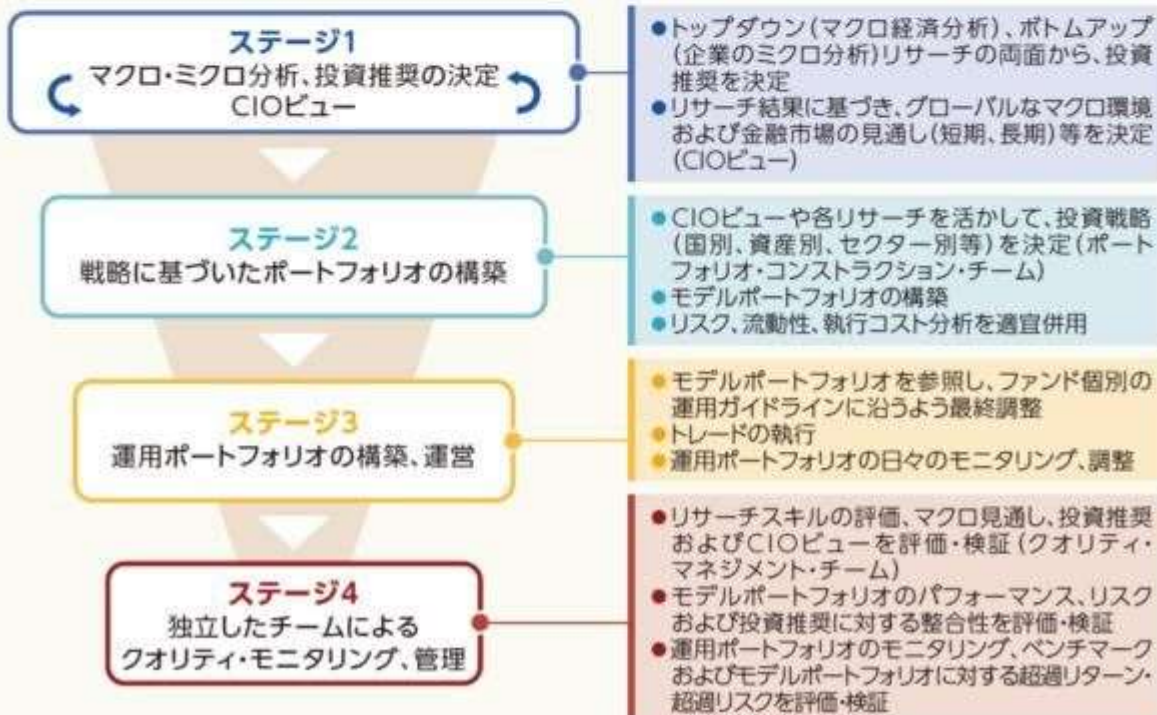 ステージ1
マクロ・ミクロ分析、投資推奨の決定
CIOビュー
●トップダウン(マクロ経済分析)、ボトムアップ
(企業のミクロ分析)リサーチの両面から、投資
推奨を決定
●リサーチ結果に基づき、グローバルなマクロ環境
および金融市場の見通し(短期、長期)等を決定
(CIOビュー)
ステージ2
戦略に基づいたポートフォリオの構築
●CIOビューや各リサーチを活かして、投資戦略
(国別、資産別、セクター別等)を決定(ポート
フォリオ・コンストラクション・チーム)
●モデルポートフォリオの構築
●リスク、流動性、執行コスト分析を適宜併用
ステージ3
運用ポートフォリオの構築、運営
●モデルポートフォリオを参照し、ファンド個別の
運用ガイドラインに沿うよう最終調整
●トレードの執行
●運用ポートフォリオの日々のモニタリング、調整
ステージ4
独立したチームによる
クオリティ・モニタリング、管理
●リサーチスキルの評価、マクロ見通し、投資推奨
およびCIOビューを評価・検証(クオリティ・
マネジメント・チーム)
●モデルポートフォリオのパフォーマンス、リスク
および投資推奨に対する整合性を評価・検証
●運用ポートフォリオのモニタリング、ベンチマーク
およびモデルポートフォリオに対する超過リターン・
超過リスクを評価・検証